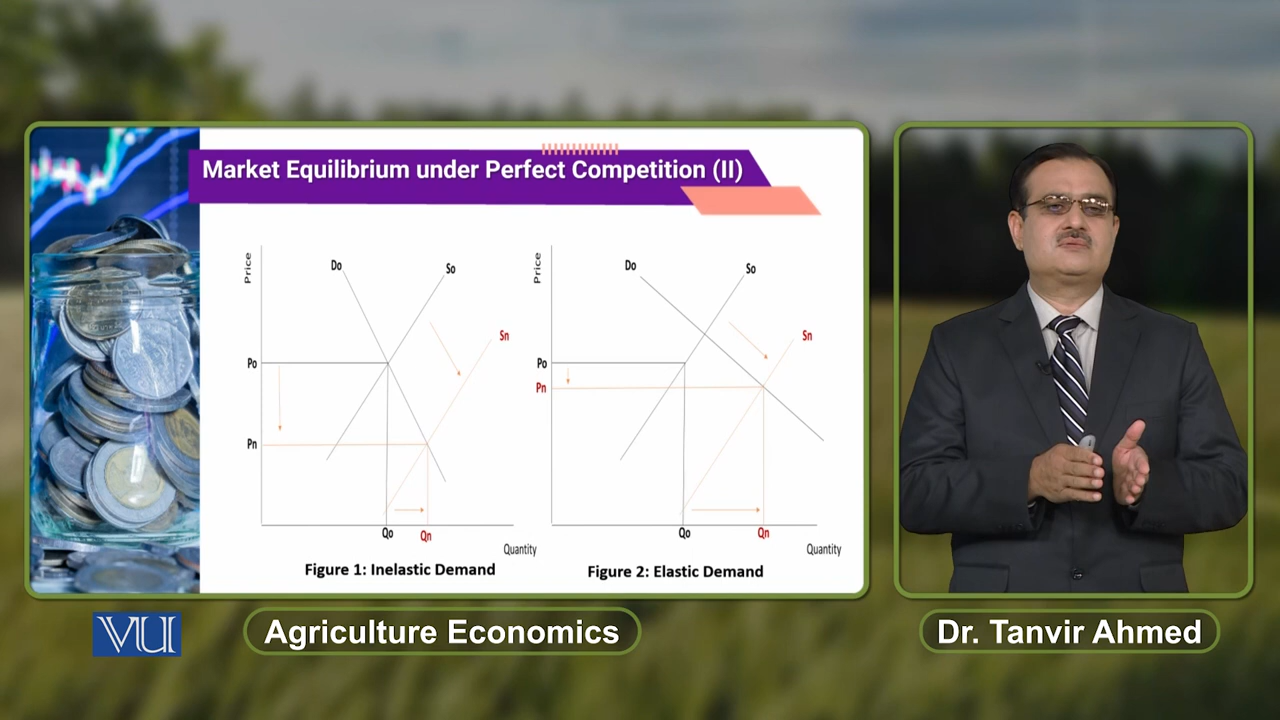 Market Equilibrium under Perfect Competition (II)
Price
Do
So
Sn
Po
Pn
Qo
Qn
Quantity
Figure 1: Inelastic Demand
Price
Do
So
Sn
Po
Pn
Qo
Qn
Quantity
Figure 2: Elastic Demand
VU
Agriculture Economics
Dr. Tanvir Ahmed